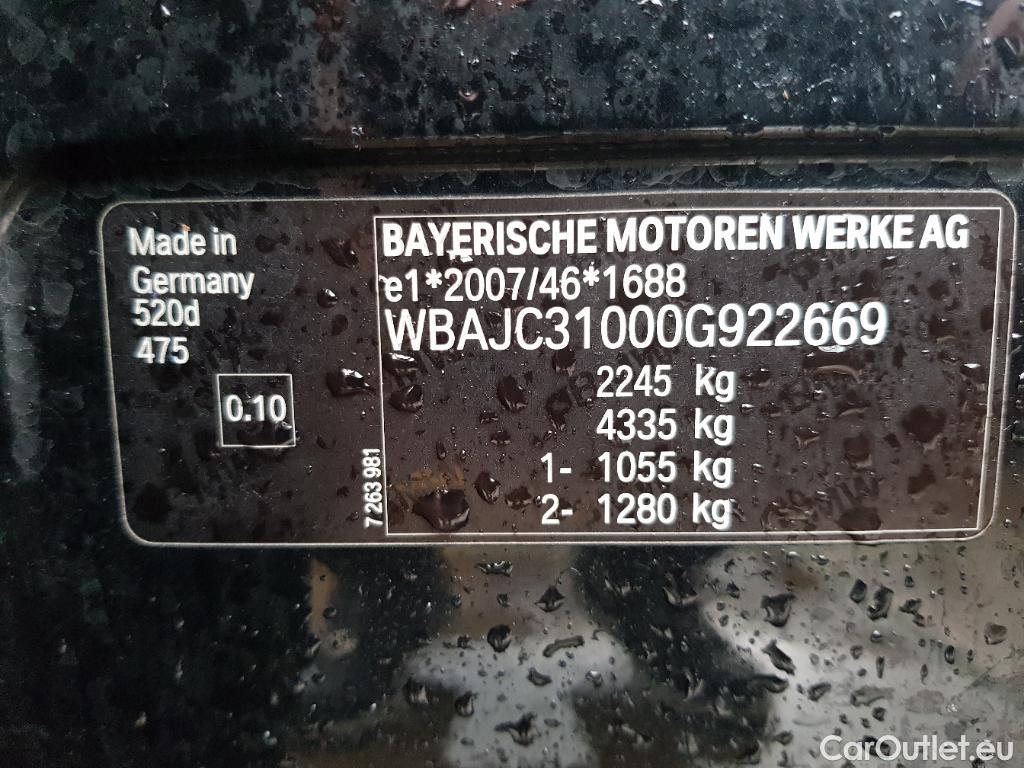 Made in
Germany
520d
475
0.10
7 263 981
BAYERISCHE MOTOREN WERKE AG
e1*2007/46*1688
WBAJC31000G922669
2245 kg
4335 kg
1- 1055 kg
2- 1280 kg
CarOutlet.eu